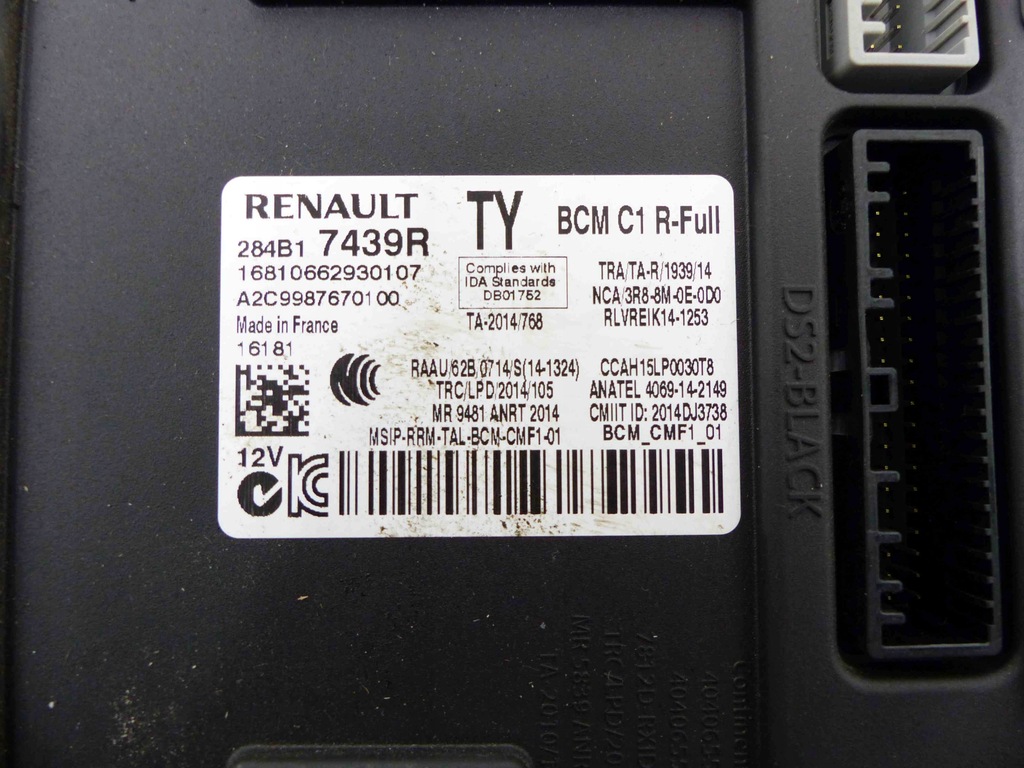 RENAULT TY BCM C1 R-Full
284B1 7439R
16810662930107
A2C9987670100
Made in France
16181
Complies with
IDA Standards
DB01752
TA-2014/768
TRA/TA-R/1939/14
NCA/3R8-8M-0E-0D0
RLVREIK14-1253
RAAU/62B/0714/S(14-1324)
TRC/LPD/2014/105
MR 9481 ANRT 2014
MSIP-RRM-TAL-BCM-CMF1-01
CCAH15LP0030T8
ANATEL 4069-14-2149
CMIIT ID: 2014DJ3738
BCM_CMF1_01
12V
DS2-BLACK